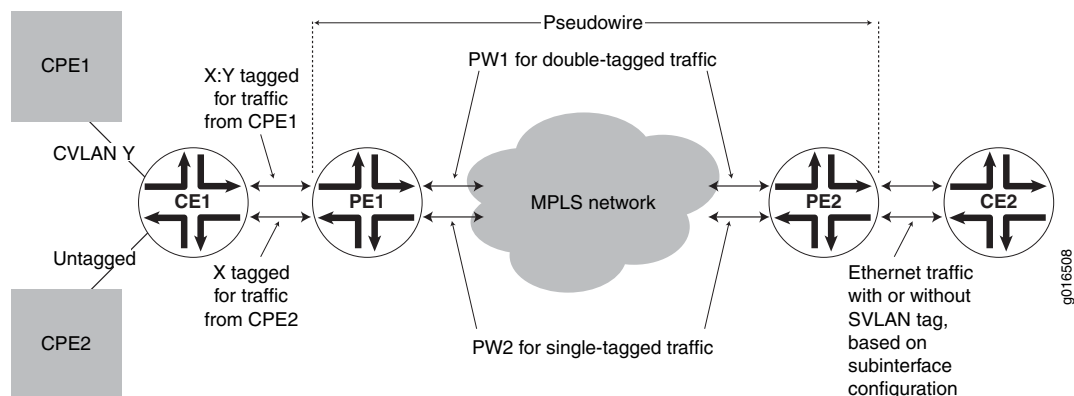 Pseudowire
CPE1
X:Y tagged
for traffic
from CPE1
PW1 for double-tagged traffic
CVLAN Y
CE1
PE1
MPLS network
PE2
CE2
Untagged
X tagged
for traffic
from CPE2
Ethernet traffic
with or without
SVLAN tag,
based on
subinterface
configuration
CPE2
PW2 for single-tagged traffic
g016508